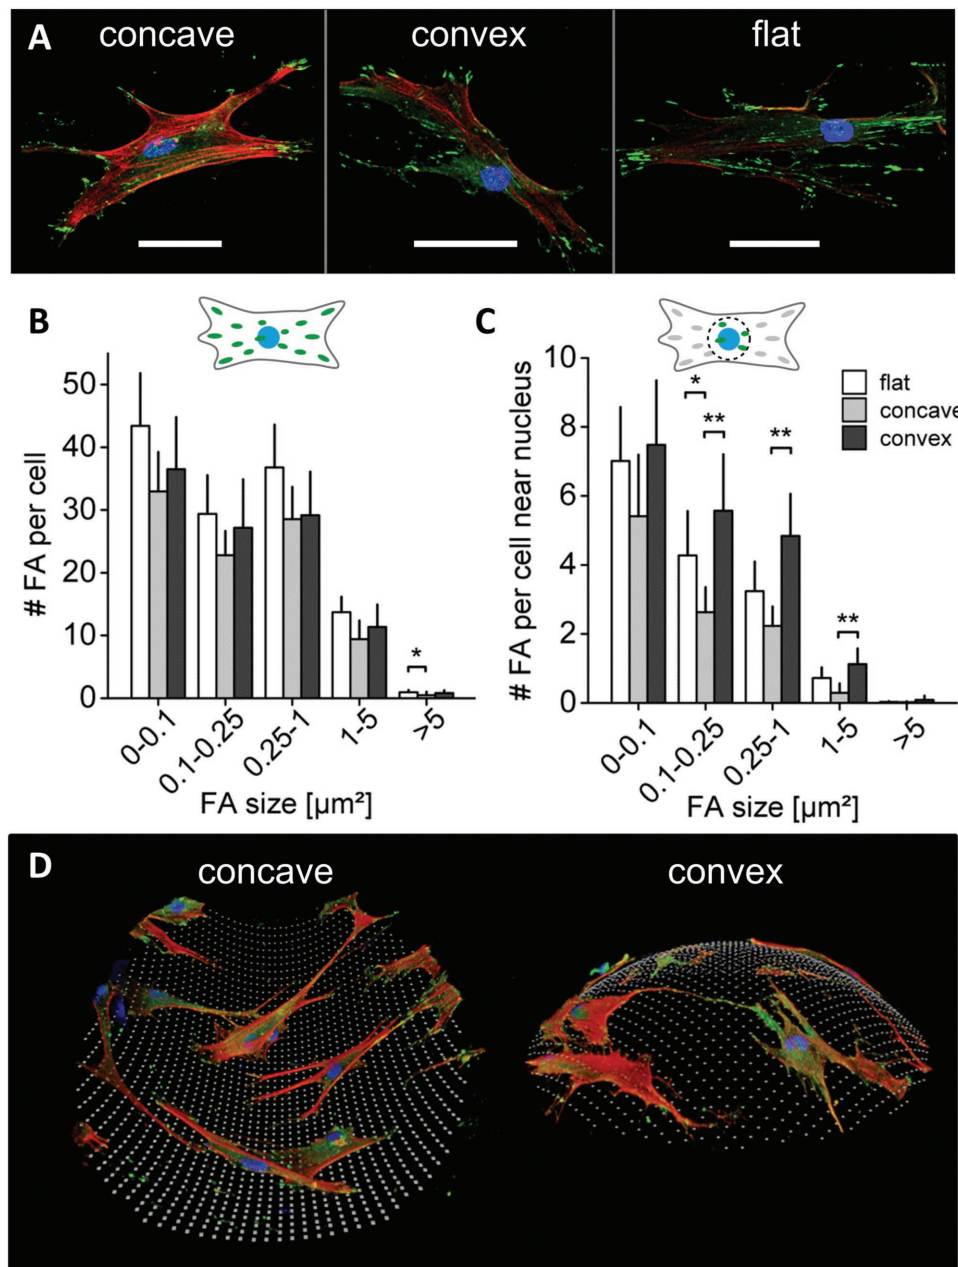 A
concave
convex
flat
B
# FA per cell
50
40
30
20
10
0
*
0-0.1
0.1-0.25
0.25-1
1-5
>5
FA size [µm²]
C
# FA per cell near nucleus
10
8
6
4
2
0
*
**
**
**
flat
concave
convex
0-0.1
0.1-0.25
0.25-1
1-5
>5
FA size [µm²]
D
concave
convex